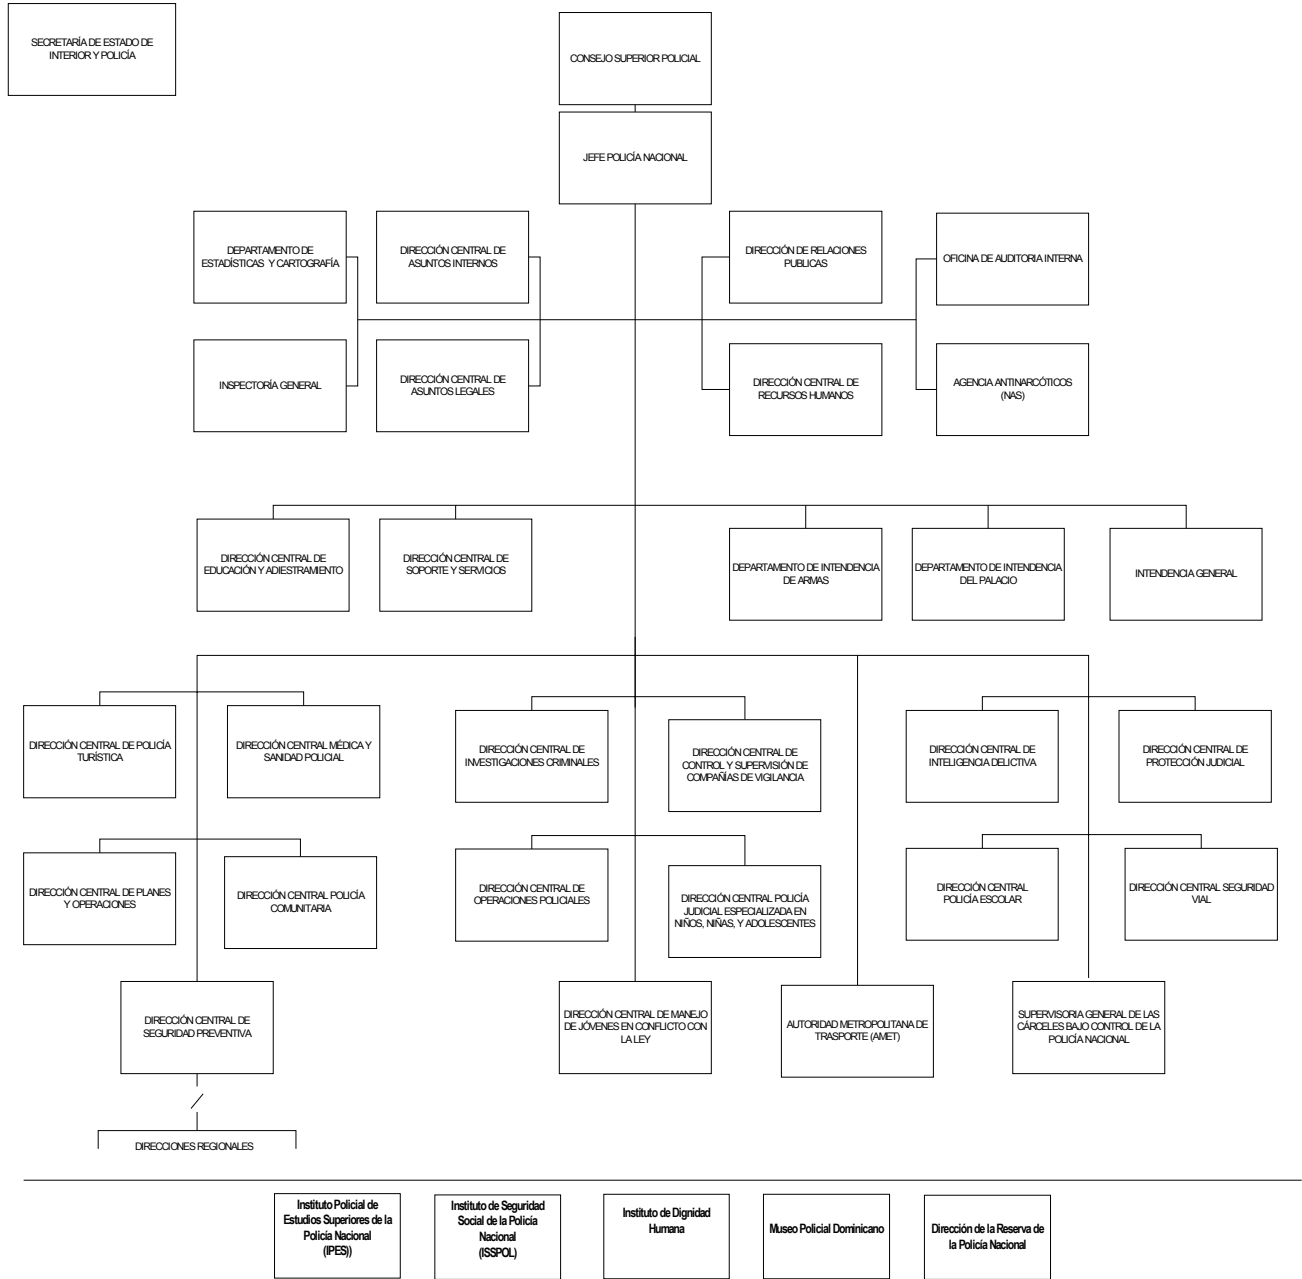 SECRETARÍA DE ESTADO DE
INTERIOR Y POLICÍA
CONSEJO SUPERIOR POLICIAL
JEFE POLICÍA NACIONAL
DEPARTAMENTO DE
ESTADÍSTICAS Y CARTOGRAFÍA
DIRECCIÓN CENTRAL DE
ASUNTOS INTERNOS
DIRECCIÓN DE RELACIONES
PUBLICAS
OFICINA DE AUDITORIA INTERNA
INSPECTORÍA GENERAL
DIRECCIÓN CENTRAL DE
ASUNTOS LEGALES
DIRECCIÓN CENTRAL DE
RECURSOS HUMANOS
AGENCIA ANTINARCÓTICOS
(NAS)
DIRECCIÓN CENTRAL DE
EDUCACIÓN Y ADIESTRAMIENTO
DIRECCIÓN CENTRAL DE
SOPORTE Y SERVICIOS
DEPARTAMENTO DE INTENDENCIA
DE ARMAS
DEPARTAMENTO DE INTENDENCIA
DEL PALACIO
INTENDENCIA GENERAL
DIRECCIÓN CENTRAL DE POLICÍA
TURÍSTICA
DIRECCIÓN CENTRAL MÉDICA Y
SANIDAD POLICIAL
DIRECCIÓN CENTRAL DE
INVESTIGACIONES CRIMINALES
DIRECCIÓN CENTRAL DE
CONTROL Y SUPERVISIÓN DE
COMPAÑÍAS DE VIGILANCIA
DIRECCIÓN CENTRAL DE
INTELIGENCIA DELICTIVA
DIRECCIÓN CENTRAL DE
PROTECCIÓN JUDICIAL
DIRECCIÓN CENTRAL DE PLANES
Y OPERACIONES
DIRECCIÓN CENTRAL POLICÍA
COMUNITARIA
DIRECCIÓN CENTRAL DE
OPERACIONES POLICIALES
DIRECCIÓN CENTRAL POLICÍA
JUDICIAL ESPECIALIZADA EN
NIÑOS, NIÑAS, Y ADOLESCENTES
DIRECCIÓN CENTRAL
POLICÍA ESCOLAR
DIRECCIÓN CENTRAL SEGURIDAD
VIAL
DIRECCIÓN CENTRAL DE
SEGURIDAD PREVENTIVA
DIRECCIÓN CENTRAL DE MANEJO
DE JÓVENES EN CONFLICTO CON
LA LEY
AUTORIDAD METROPOLITANA DE
TRASPORTE (AMET)
SUPERVISORIA GENERAL DE LAS
CÁRCELES BAJO CONTROL DE LA
POLICÍA NACIONAL
DIRECCIONES REGIONALES
Instituto Policial de
Estudios Superiores de la
Policía Nacional
(IPES))
Instituto de Seguridad
Social de la Policía
Nacional
(ISSPOL)
Instituto de Dignidad
Humana
Museo Policial Dominicano
Dirección de la Reserva de
la Policía Nacional